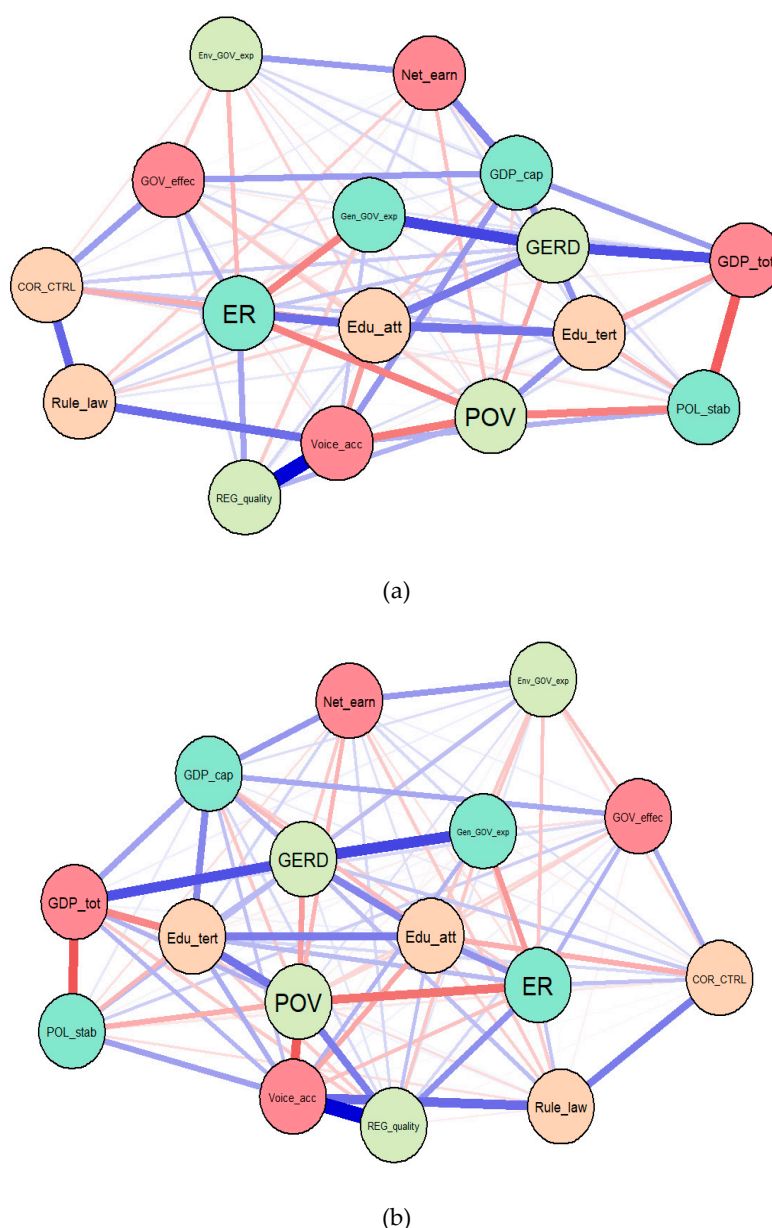 Env_GOV_exp
Net_earn
GOV_effec
GDP_cap
Gen_GOV_exp
GERD
GDP_tot
COR_CTRL
ER
Edu_att
Edu_tert
Rule_law
POV
POL_stab
Voice_acc
REG_quality
(a)
Env_GOV_exp
Net_earn
GDP_cap
GOV_effec
Gen_GOV_exp
GERD
GDP_tot
Edu_tert
Edu_att
COR_CTRL
ER
POV
POL_stab
Voice_acc
Rule_law
REG_quality
(b)